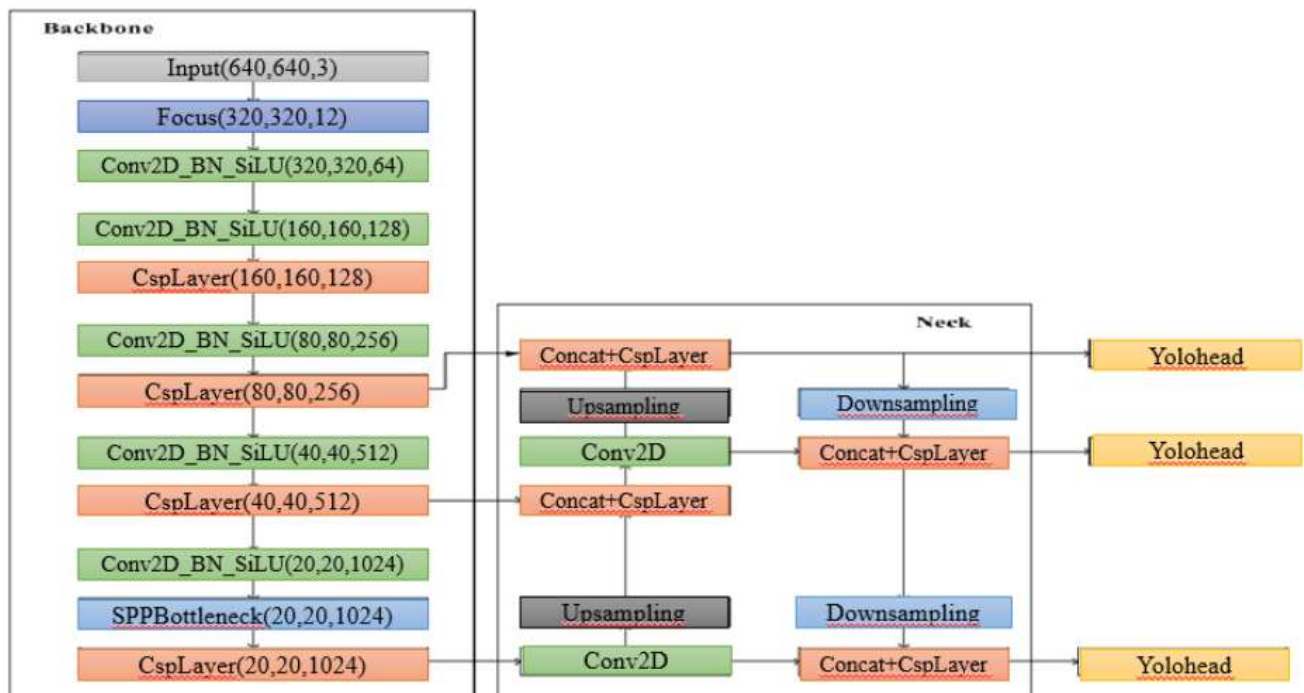 Backbone
Input(640,640,3)
Focus(320,320,12)
Conv2D_BN_SiLU(320,320,64)
Conv2D_BN_SiLU(160,160,128)
CspLayer(160,160,128)
Conv2D_BN_SiLU(80,80,256)
CspLayer(80,80,256)
Conv2D_BN_SiLU(40,40,512)
CspLayer(40,40,512)
Conv2D_BN_SiLU(20,20,1024)
SPPBottleneck(20,20,1024)
CspLayer(20,20,1024)
Neck
Concat+CspLayer
Upsampling
Conv2D
Concat+CspLayer
Upsampling
Conv2D
Downsampling
Concat+CspLayer
Downsampling
Concat+CspLayer
Yolohead
Yolohead
Yolohead